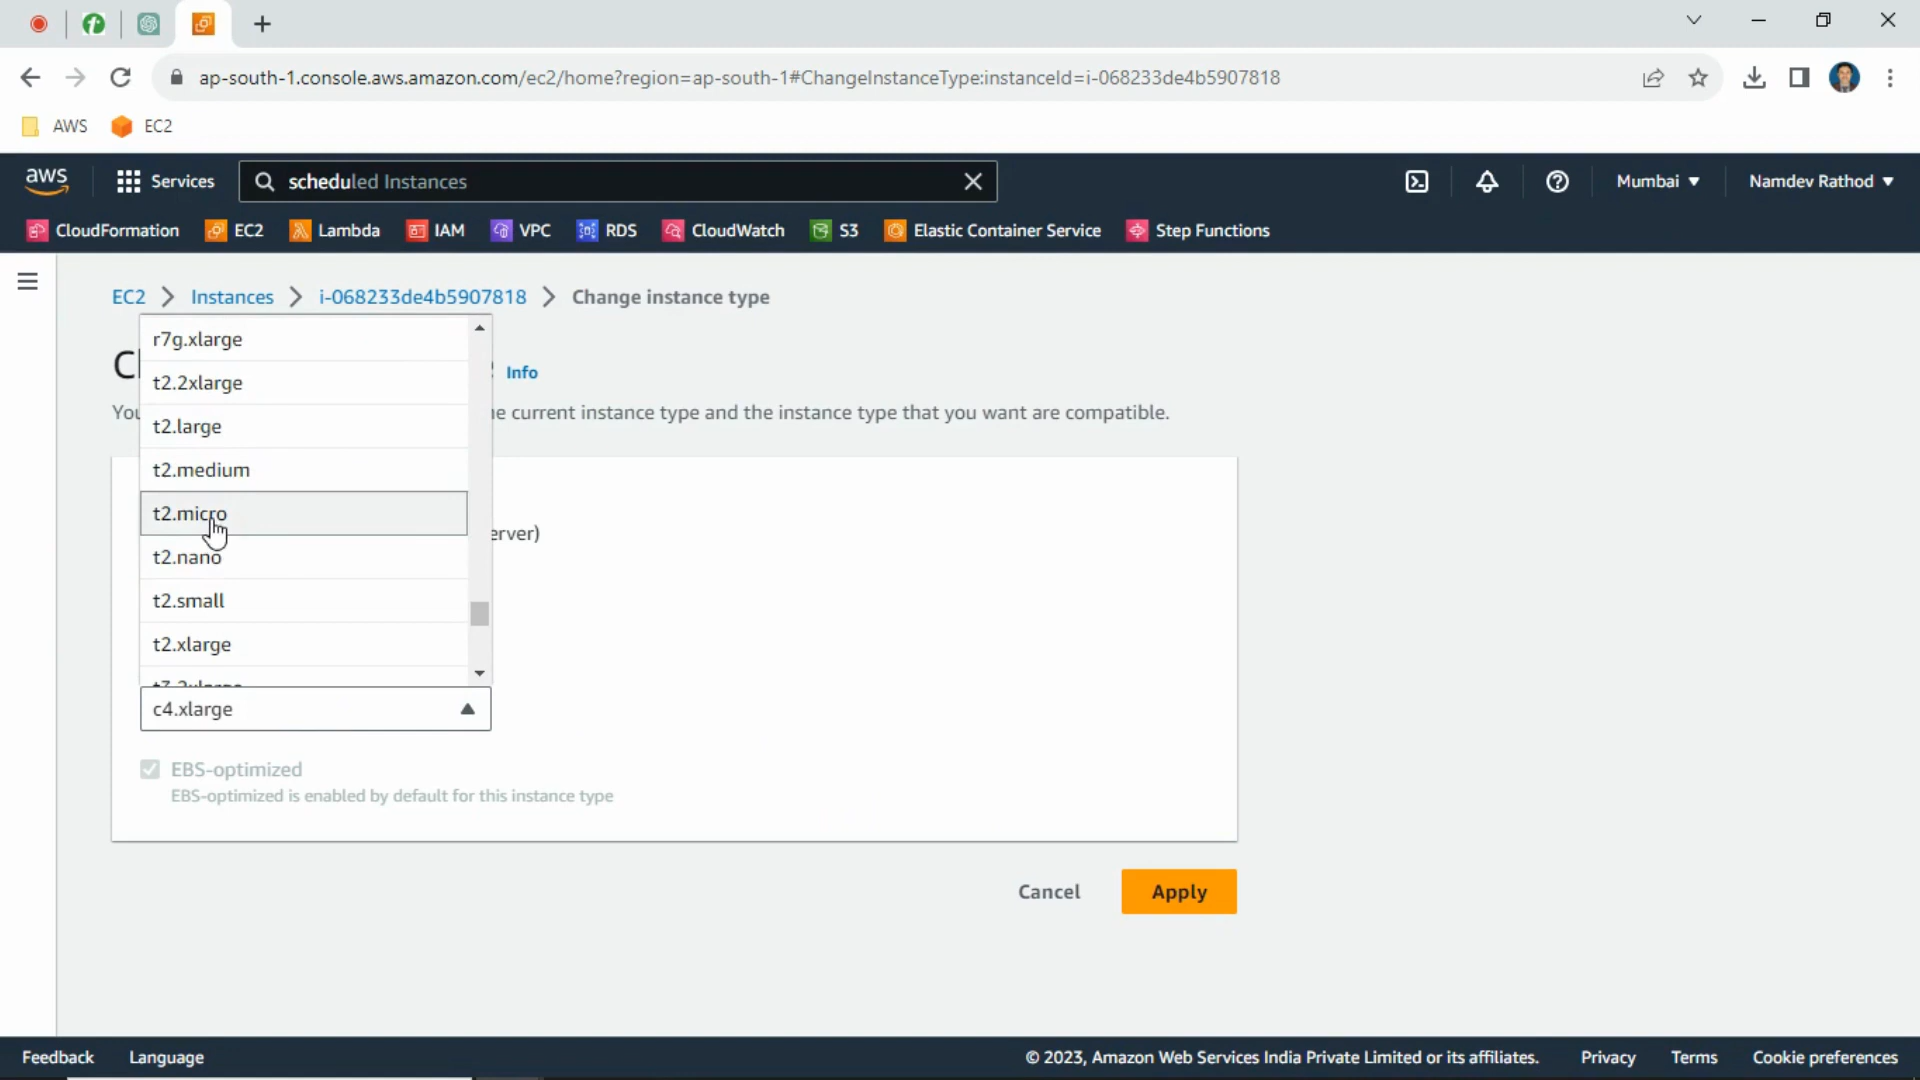 ap-south-1.console.aws.amazon.com/ec2/home?region=ap-south-1#ChangeInstanceType:instanceId=i-068233de4b5907818
AWS
EC2
aws
Services
scheduled Instances
Mumbai
Namdev Rathod
CloudFormation
EC2
Lambda
IAM
VPC
RDS
CloudWatch
S3
Elastic Container Service
Step Functions
EC2
Instances
i-068233de4b5907818
Change instance type
Info
e current instance type and the instance type that you want are compatible.
erver)
r7g.xlarge
t2.2xlarge
t2.large
t2.medium
t2.micro
t2.nano
t2.small
t2.xlarge
c4.xlarge
EBS-optimized
EBS-optimized is enabled by default for this instance type
Cancel
Apply
Feedback
Language
© 2023, Amazon Web Services India Private Limited or its affiliates.
Privacy
Terms
Cookie preferences